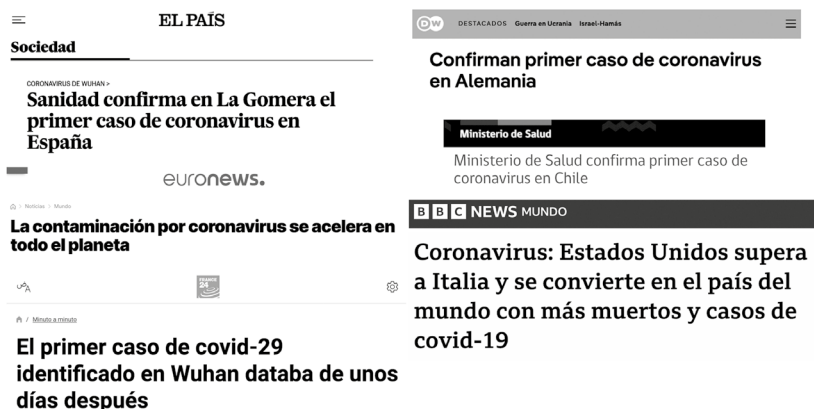 EL PAÍS
Sociedad
CORONAVIRUS DE WUHAN >
Sanidad confirma en La Gomera el
primer caso de coronavirus en
España
euronews.
Noticias
Mundo
La contaminación por coronavirus se acelera en
todo el planeta
FRANCE
24
/ Minuto a minuto
El primer caso de covid-29
identificado en Wuhan databa de unos
días después
DW
DESTACADOS Guerra en Ucrania Israel-Hamás
Confirman primer caso de coronavirus
en Alemania
Ministerio de Salud
Ministerio de Salud confirma primer caso de
coronavirus en Chile
BBC NEWS MUNDO
Coronavirus: Estados Unidos supera
a Italia y se convierte en el país del
mundo con más muertos y casos de
covid-19